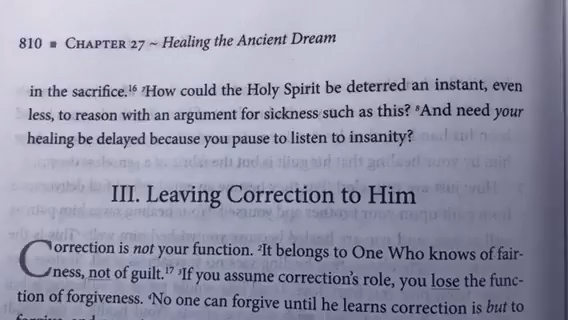 810 ▪ CHAPTER 27 ~ Healing the Ancient Dream
in the sacrifice.¹⁶ ⁷How could the Holy Spirit be deterred an instant, even
less, to reason with an argument for sickness such as this? ⁸And need your
healing be delayed because you pause to listen to insanity?
III. Leaving Correction to Him
Correction is not your function. ²It belongs to One Who knows of fair-
ness, not of guilt.¹⁷ ³If you assume correction's role, you lose the func-
tion of forgiveness. ⁴No one can forgive until he learns correction is but to